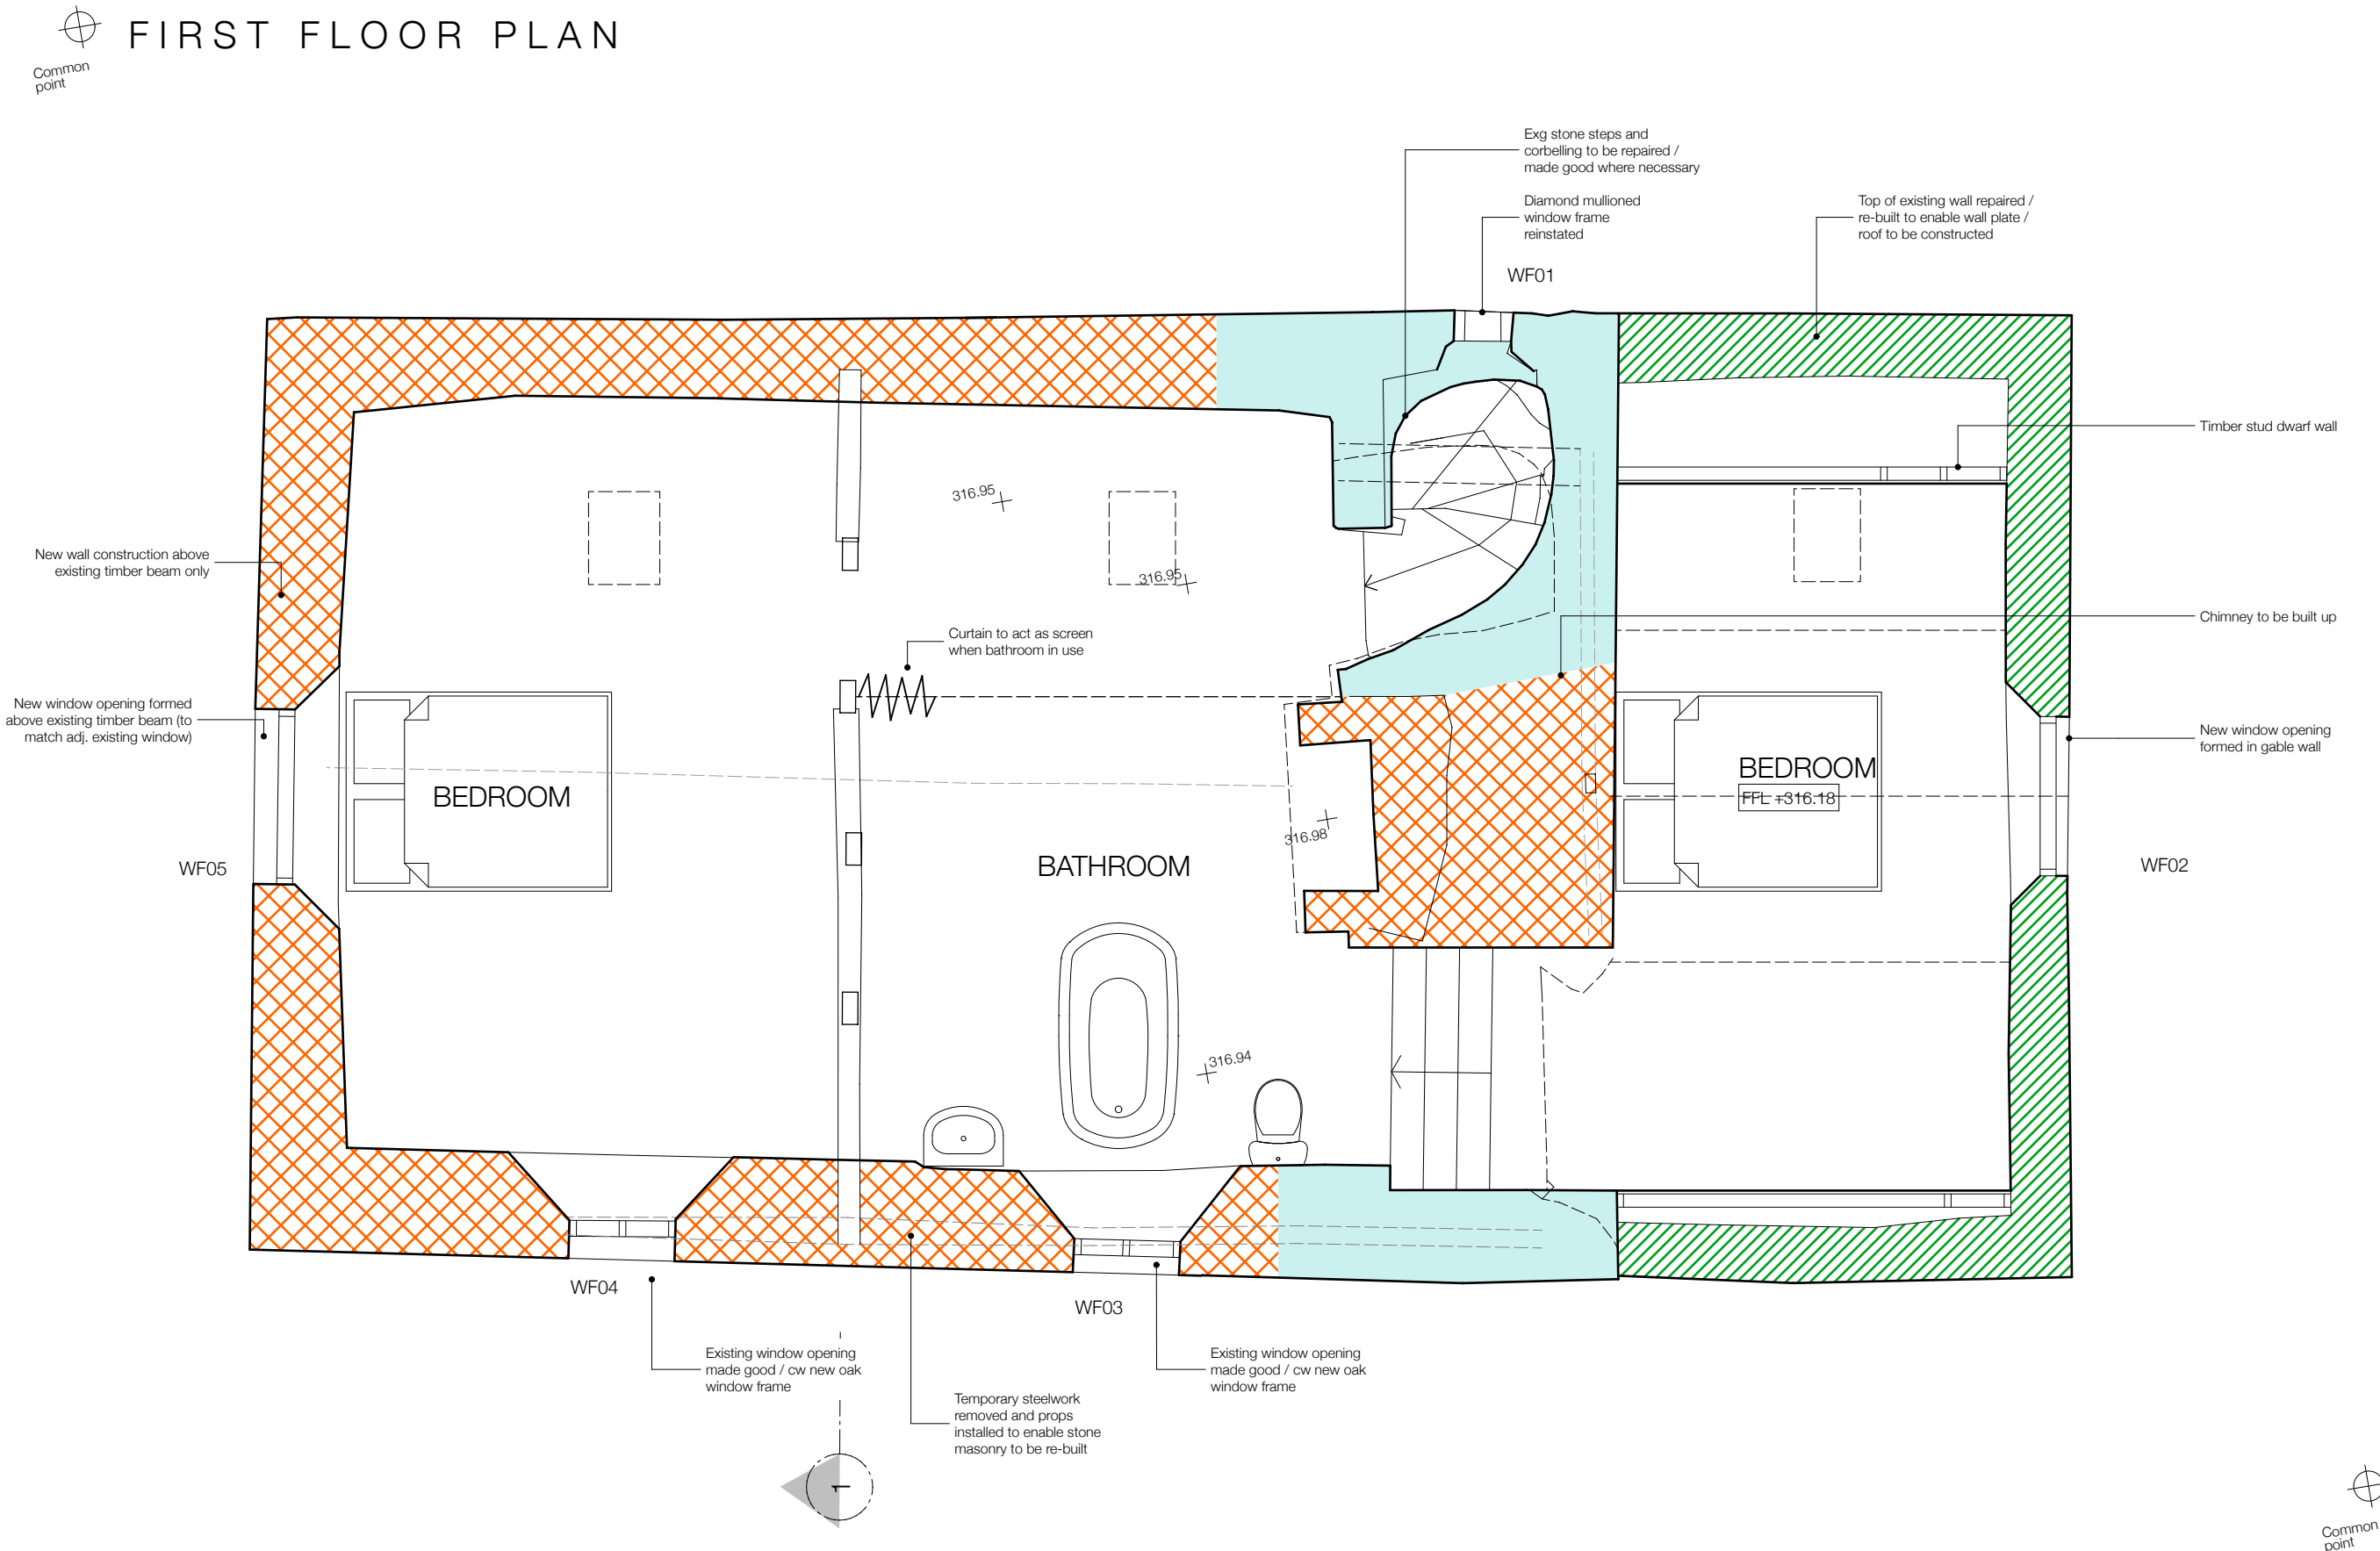 FIRST FLOOR PLAN
Common
point
Exg stone steps and
corbelling to be repaired /
made good where necessary
Diamond mullioned
window frame
reinstated
Top of existing wall repaired /
re-built to enable wall plate /
roof to be constructed
WF01
Timber stud dwarf wall
316.95
316.95
New wall construction above
existing timber beam only
Chimney to be built up
Curtain to act as screen
when bathroom in use
New window opening formed
above existing timber beam (to
match adj. existing window)
New window opening
formed in gable wall
BEDROOM
BEDROOM
FFL +316.18
316.98
BATHROOM
WF05
WF02
316.94
WF04
WF03
Existing window opening
made good / cw new oak
window frame
Existing window opening
made good / cw new oak
window frame
Temporary steelwork
removed and props
installed to enable stone
masonry to be re-built
1
Common
point